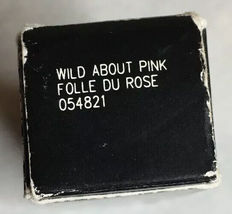 WILD ABOUT PINK
FOLLE DU ROSE
054821